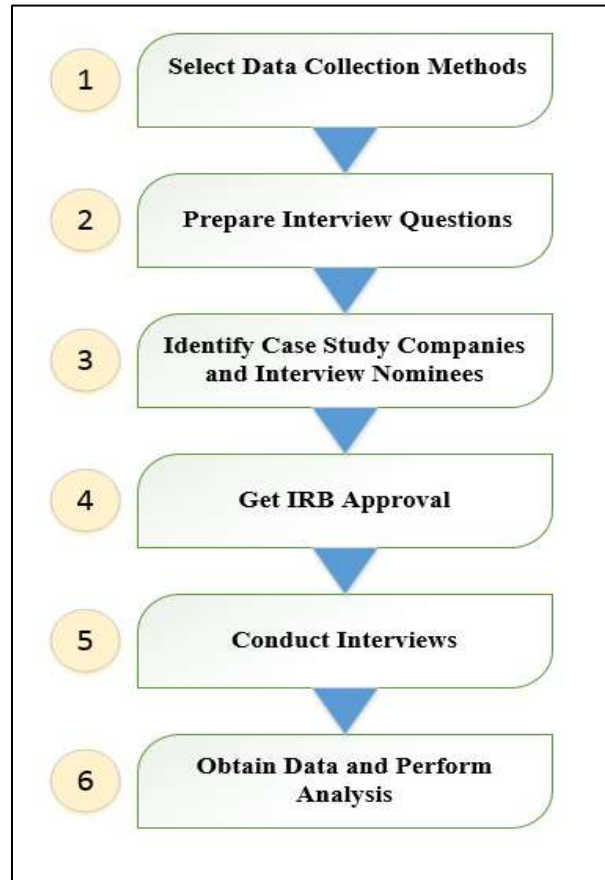 1
Select Data Collection Methods
2
Prepare Interview Questions
3
Identify Case Study Companies
and Interview Nominees
4
Get IRB Approval
5
Conduct Interviews
6
Obtain Data and Perform
Analysis